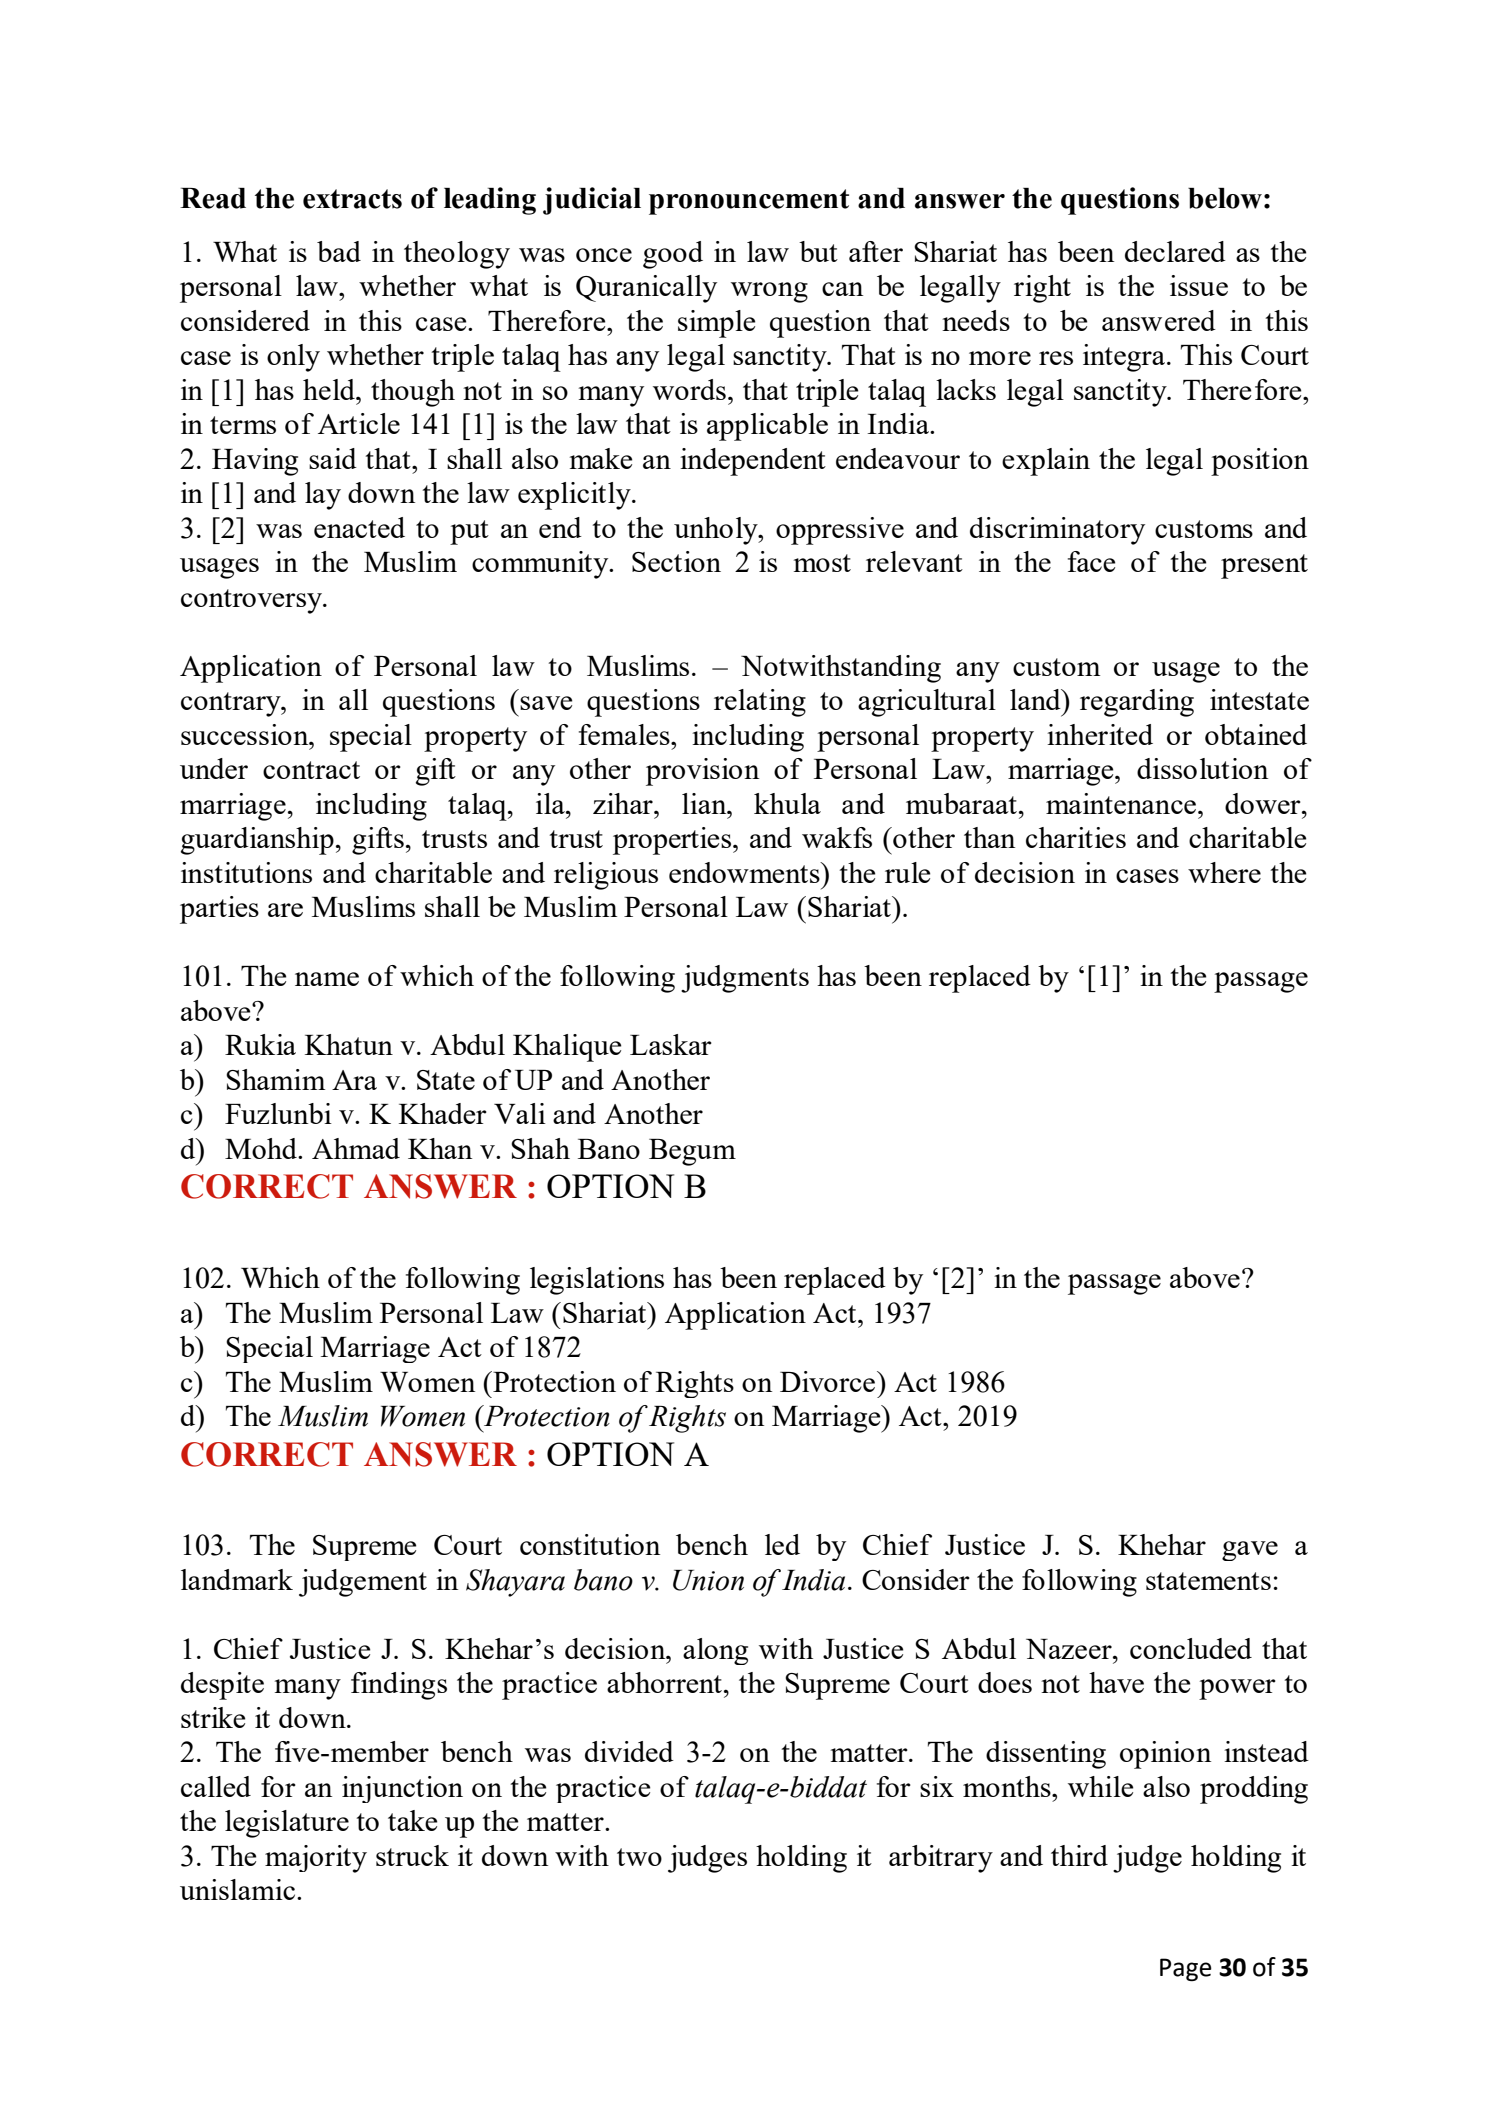 Read the extracts of leading judicial pronouncement and answer the questions below:
1. What is bad in theology was once good in law but after Shariat has been declared as the
personal law, whether what is Quranically wrong can be legally right is the issue to be
considered in this case. Therefore, the simple question that needs to be answered in this
case is only whether triple talaq has any legal sanctity. That is no more res integra. This Court
in [1] has held, though not in so many words, that triple talaq lacks legal sanctity. Therefore,
in terms of Article 141 [1] is the law that is applicable in India.
2. Having said that, I shall also make an independent endeavour to explain the legal position
in [1] and lay down the law explicitly.
3. [2] was enacted to put an end to the unholy, oppressive and discriminatory customs and
usages in the Muslim community. Section 2 is most relevant in the face of the present
controversy.
Application of Personal law to Muslims. – Notwithstanding any custom or usage to the
contrary, in all questions (save questions relating to agricultural land) regarding intestate
succession, special property of females, including personal property inherited or obtained
under contract or gift or any other provision of Personal Law, marriage, dissolution of
marriage, including talaq, ila, zihar, lian, khula and mubaraat, maintenance, dower,
guardianship, gifts, trusts and trust properties, and wakfs (other than charities and charitable
institutions and charitable and religious endowments) the rule of decision in cases where the
parties are Muslims shall be Muslim Personal Law (Shariat).
101. The name of which of the following judgments has been replaced by ‘[1]’ in the passage
above?
a) Rukia Khatun v. Abdul Khalique Laskar
b) Shamim Ara v. State of UP and Another
c) Fuzlunbi v. K Khader Vali and Another
d) Mohd. Ahmad Khan v. Shah Bano Begum
CORRECT ANSWER : OPTION B
102. Which of the following legislations has been replaced by ‘[2]’ in the passage above?
a) The Muslim Personal Law (Shariat) Application Act, 1937
b) Special Marriage Act of 1872
c) The Muslim Women (Protection of Rights on Divorce) Act 1986
d) The Muslim Women (Protection of Rights on Marriage) Act, 2019
CORRECT ANSWER : OPTION A
103. The Supreme Court constitution bench led by Chief Justice J. S. Khehar gave a
landmark judgement in Shayara bano v. Union of India. Consider the following statements:
1. Chief Justice J. S. Khehar’s decision, along with Justice S Abdul Nazeer, concluded that
despite many findings the practice abhorrent, the Supreme Court does not have the power to
strike it down.
2. The five-member bench was divided 3-2 on the matter. The dissenting opinion instead
called for an injunction on the practice of talaq-e-biddat for six months, while also prodding
the legislature to take up the matter.
3. The majority struck it down with two judges holding it arbitrary and third judge holding it
unislamic.
Page 30 of 35